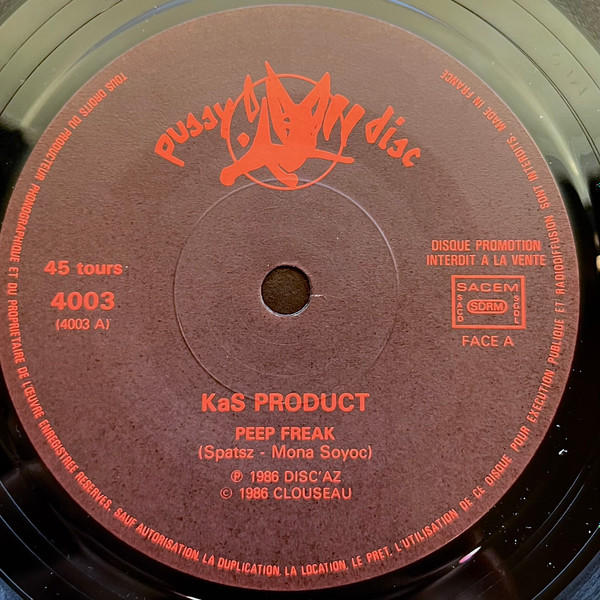 pussy's disc
45 tours
4003
(4003 A)
DISQUE PROMOTION
INTERDIT A LA VENTE
SACEM
SACD
SDRM
SGDL
FACE A
KaS PRODUCT
PEEP FREAK
(Spatsz - Mona Soyoc)
℗ 1986 DISC'AZ
© 1986 CLOUSEAU
TOUS DROITS DU PRODUCTEUR PHONOGRAPHIQUE ET DU PROPRIETAIRE DE L'ŒUVRE ENREGISTREE RESERVES. SAUF AUTORISATION. LA DUPLICATION. LA LOCATION, LE PRET, L'UTILISATION DE CE DISQUE POUR EXECUTION PUBLIQUE ET RADIODIFFUSION SONT INTERDITS. MADE IN FRANCE.